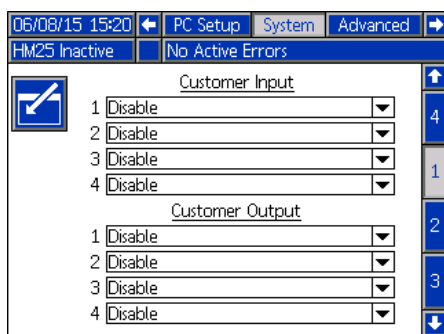 06/08/15 15:20 PC Setup System Advanced
HM25 Inactive No Active Errors
Customer Input
1 Disable
2 Disable
3 Disable
4 Disable
Customer Output
1 Disable
2 Disable
3 Disable
4 Disable
4
1
2
3